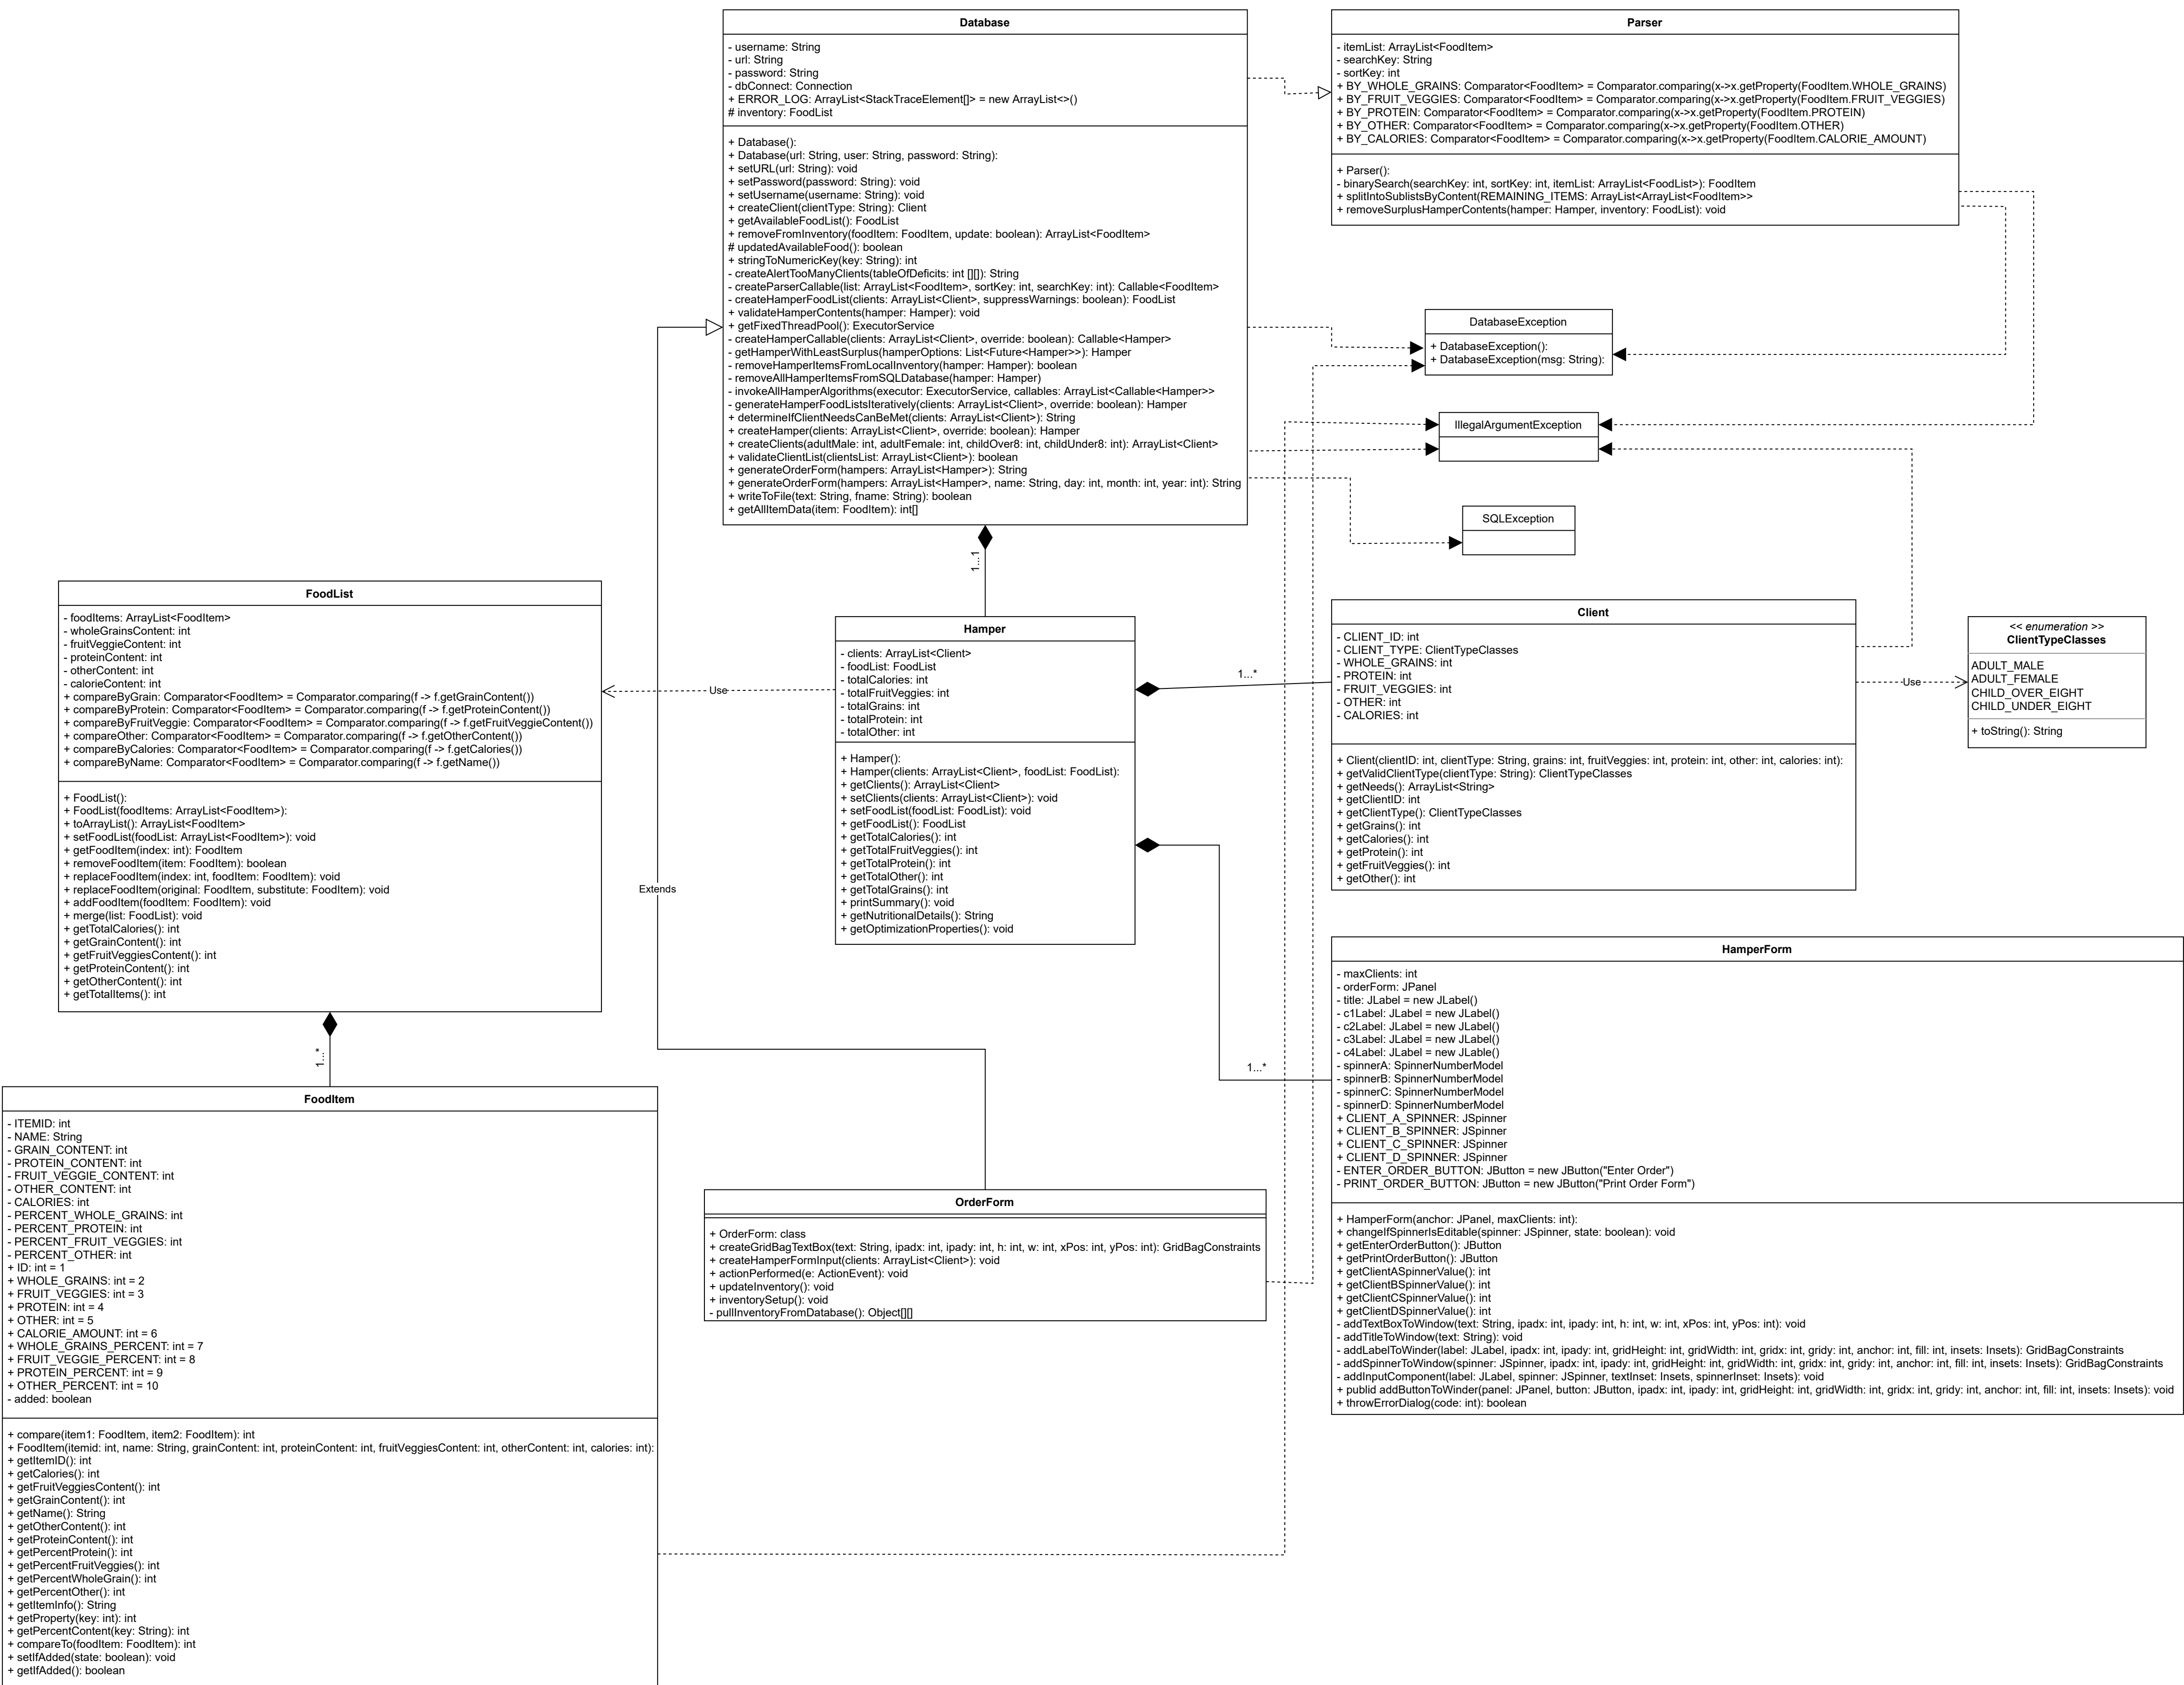 Database
- username: String
- url: String
- password: String
- dbConnect: Connection
+ ERROR_LOG: ArrayList<StackTraceElement[]> = new ArrayList<>()
# inventory: FoodList
+ Database():
+ Database(url: String, user: String, password: String):
+ setURL(url: String): void
+ setPassword(password: String): void
+ setUsername(username: String): void
+ createClient(clientType: String): Client
+ getAvailableFoodList(): FoodList
+ removeFromInventory(foodItem: FoodItem, update: boolean): ArrayList<FoodItem>
# updatedAvailableFood(): boolean
+ stringToNumericKey(key: String): int
- createAlertTooManyClients(tableOfDeficits: int [][]): String
- createParserCallable(list: ArrayList<FoodItem>, sortKey: int, searchKey: int): Callable<FoodItem>
- createHamperFoodList(clients: ArrayList<Client>, suppressWarnings: boolean): FoodList
+ validateHamperContents(hamper: Hamper): void
+ getFixedThreadPool(): ExecutorService
- createHamperCallable(clients: ArrayList<Client>, override: boolean): Callable<Hamper>
- getHamperWithLeastSurplus(hamperOptions: List<Future<Hamper>>): Hamper
- removeHamperItemsFromLocalInventory(hamper: Hamper): boolean
- removeAllHamperItemsFromSQLDatabase(hamper: Hamper)
- invokeAllHamperAlgorithms(executor: ExecutorService, callables: ArrayList<Callable<Hamper>>
- generateHamperFoodListsIteratively(clients: ArrayList<Client>, override: boolean): Hamper
+ determineIfClientNeedsCanBeMet(clients: ArrayList<Client>): String
+ createHamper(clients: ArrayList<Client>, override: boolean): Hamper
+ createClients(adultMale: int, adultFemale: int, childOver8: int, childUnder8: int): ArrayList<Client>
+ validateClientList(clientsList: ArrayList<Client>): boolean
+ generateOrderForm(hampers: ArrayList<Hamper>): String
+ generateOrderForm(hampers: ArrayList<Hamper>, name: String, day: int, month: int, year: int): String
+ writeToFile(text: String, fname: String): boolean
+ getAllItemData(item: FoodItem): int[]
Parser
- itemList: ArrayList<FoodItem>
- searchKey: String
- sortKey: int
+ BY_WHOLE_GRAINS: Comparator<FoodItem> = Comparator.comparing(x->x.getProperty(FoodItem.WHOLE_GRAINS)
+ BY_FRUIT_VEGGIES: Comparator<FoodItem> = Comparator.comparing(x->x.getProperty(FoodItem.FRUIT_VEGGIES)
+ BY_PROTEIN: Comparator<FoodItem> = Comparator.comparing(x->x.getProperty(FoodItem.PROTEIN)
+ BY_OTHER: Comparator<FoodItem> = Comparator.comparing(x->x.getProperty(FoodItem.OTHER)
+ BY_CALORIES: Comparator<FoodItem> = Comparator.comparing(x->x.getProperty(FoodItem.CALORIE_AMOUNT)
+ Parser():
- binarySearch(searchKey: int, sortKey: int, itemList: ArrayList<FoodList>): FoodItem
+ splitIntoSublistsByContent(REMAINING_ITEMS: ArrayList<ArrayList<FoodItem>>
+ removeSurplusHamperContents(hamper: Hamper, inventory: FoodList): void
DatabaseException
+ DatabaseException():
+ DatabaseException(msg: String):
IllegalArgumentException
SQLException
1...1
FoodList
- foodItems: ArrayList<FoodItem>
- wholeGrainsContent: int
- fruitVeggieContent: int
- proteinContent: int
- otherContent: int
- calorieContent: int
+ compareByGrain: Comparator<FoodItem> = Comparator.comparing(f -> f.getGrainContent())
+ compareByProtein: Comparator<FoodItem> = Comparator.comparing(f -> f.getProteinContent())
+ compareByFruitVeggie: Comparator<FoodItem> = Comparator.comparing(f -> f.getFruitVeggieContent())
+ compareOther: Comparator<FoodItem> = Comparator.comparing(f -> f.getOtherContent())
+ compareByCalories: Comparator<FoodItem> = Comparator.comparing(f -> f.getCalories())
+ compareByName: Comparator<FoodItem> = Comparator.comparing(f -> f.getName())
+ FoodList():
+ FoodList(foodItems: ArrayList<FoodItem>):
+ toArrayList(): ArrayList<FoodItem>
+ setFoodList(foodList: ArrayList<FoodItem>): void
+ getFoodItem(index: int): FoodItem
+ removeFoodItem(item: FoodItem): boolean
+ replaceFoodItem(index: int, foodItem: FoodItem): void
+ replaceFoodItem(original: FoodItem, substitute: FoodItem): void
+ addFoodItem(foodItem: FoodItem): void
+ merge(list: FoodList): void
+ getTotalCalories(): int
+ getGrainContent(): int
+ getFruitVeggiesContent(): int
+ getProteinContent(): int
+ getOtherContent(): int
+ getTotalItems(): int
Use
Hamper
- clients: ArrayList<Client>
- foodList: FoodList
- totalCalories: int
- totalFruitVeggies: int
- totalGrains: int
- totalProtein: int
- totalOther: int
+ Hamper():
+ Hamper(clients: ArrayList<Client>, foodList: FoodList):
+ getClients(): ArrayList<Client>
+ setClients(clients: ArrayList<Client>): void
+ setFoodList(foodList: FoodList): void
+ getFoodList(): FoodList
+ getTotalCalories(): int
+ getTotalFruitVeggies(): int
+ getTotalProtein(): int
+ getTotalOther(): int
+ getTotalGrains(): int
+ printSummary(): void
+ getNutritionalDetails(): String
+ getOptimizationProperties(): void
1...*
Client
- CLIENT_ID: int
- CLIENT_TYPE: ClientTypeClasses
- WHOLE_GRAINS: int
- PROTEIN: int
- FRUIT_VEGGIES: int
- OTHER: int
- CALORIES: int
+ Client(clientID: int, clientType: String, grains: int, fruitVeggies: int, protein: int, other: int, calories: int):
+ getValidClientType(clientType: String): ClientTypeClasses
+ getNeeds(): ArrayList<String>
+ getClientID: int
+ getClientType(): ClientTypeClasses
+ getGrains(): int
+ getCalories(): int
+ getProtein(): int
+ getFruitVeggies(): int
+ getOther(): int
Use
<< enumeration >>
ClientTypeClasses
ADULT_MALE
ADULT_FEMALE
CHILD_OVER_EIGHT
CHILD_UNDER_EIGHT
+ toString(): String
Extends
1...*
1...*
HamperForm
- maxClients: int
- orderForm: JPanel
- title: JLabel = new JLabel()
- c1Label: JLabel = new JLabel()
- c2Label: JLabel = new JLabel()
- c3Label: JLabel = new JLabel()
- c4Label: JLabel = new JLable()
- spinnerA: SpinnerNumberModel
- spinnerB: SpinnerNumberModel
- spinnerC: SpinnerNumberModel
- spinnerD: SpinnerNumberModel
+ CLIENT_A_SPINNER: JSpinner
+ CLIENT_B_SPINNER: JSpinner
+ CLIENT_C_SPINNER: JSpinner
+ CLIENT_D_SPINNER: JSpinner
- ENTER_ORDER_BUTTON: JButton = new JButton("Enter Order")
- PRINT_ORDER_BUTTON: JButton = new JButton("Print Order Form")
+ HamperForm(anchor: JPanel, maxClients: int):
+ changeIfSpinnerIsEditable(spinner: JSpinner, state: boolean): void
+ getEnterOrderButton(): JButton
+ getPrintOrderButton(): JButton
+ getClientASpinnerValue(): int
+ getClientBSpinnerValue(): int
+ getClientCSpinnerValue(): int
+ getClientDSpinnerValue(): int
- addTextBoxToWindow(text: String, ipadx: int, ipady: int, h: int, w: int, xPos: int, yPos: int): void
- addTitleToWindow(text: String): void
- addLabelToWinder(label: JLabel, ipadx: int, ipady: int, gridHeight: int, gridWidth: int, gridx: int, gridy: int, anchor: int, fill: int, insets: Insets): GridBagConstraints
- addSpinnerToWindow(spinner: JSpinner, ipadx: int, ipady: int, gridHeight: int, gridWidth: int, gridx: int, gridy: int, anchor: int, fill: int, insets: Insets): GridBagConstraints
- addInputComponent(label: JLabel, spinner: JSpinner, textInset: Insets, spinnerInset: Insets): void
+ publid addButtonToWinder(panel: JPanel, button: JButton, ipadx: int, ipady: int, gridHeight: int, gridWidth: int, gridx: int, gridy: int, anchor: int, fill: int, insets: Insets): void
+ throwErrorDialog(code: int): boolean
FoodItem
- ITEMID: int
- NAME: String
- GRAIN_CONTENT: int
- PROTEIN_CONTENT: int
- FRUIT_VEGGIE_CONTENT: int
- OTHER_CONTENT: int
- CALORIES: int
- PERCENT_WHOLE_GRAINS: int
- PERCENT_PROTEIN: int
- PERCENT_FRUIT_VEGGIES: int
- PERCENT_OTHER: int
+ ID: int = 1
+ WHOLE_GRAINS: int = 2
+ FRUIT_VEGGIES: int = 3
+ PROTEIN: int = 4
+ OTHER: int = 5
+ CALORIE_AMOUNT: int = 6
+ WHOLE_GRAINS_PERCENT: int = 7
+ FRUIT_VEGGIE_PERCENT: int = 8
+ PROTEIN_PERCENT: int = 9
+ OTHER_PERCENT: int = 10
- added: boolean
+ compare(item1: FoodItem, item2: FoodItem): int
+ FoodItem(itemid: int, name: String, grainContent: int, proteinContent: int, fruitVeggiesContent: int, otherContent: int, calories: int):
+ getItemID(): int
+ getCalories(): int
+ getFruitVeggiesContent(): int
+ getGrainContent(): int
+ getName(): String
+ getOtherContent(): int
+ getProteinContent(): int
+ getPercentProtein(): int
+ getPercentFruitVeggies(): int
+ getPercentWholeGrain(): int
+ getPercentOther(): int
+ getItemInfo(): String
+ getProperty(key: int): int
+ getPercentContent(key: String): int
+ compareTo(foodItem: FoodItem): int
+ setIfAdded(state: boolean): void
+ getIfAdded(): boolean
OrderForm
+ OrderForm: class
+ createGridBagTextBox(text: String, ipadx: int, ipady: int, h: int, w: int, xPos: int, yPos: int): GridBagConstraints
+ createHamperFormInput(clients: ArrayList<Client>): void
+ actionPerformed(e: ActionEvent): void
+ updateInventory(): void
+ inventorySetup(): void
- pullInventoryFromDatabase(): Object[][]